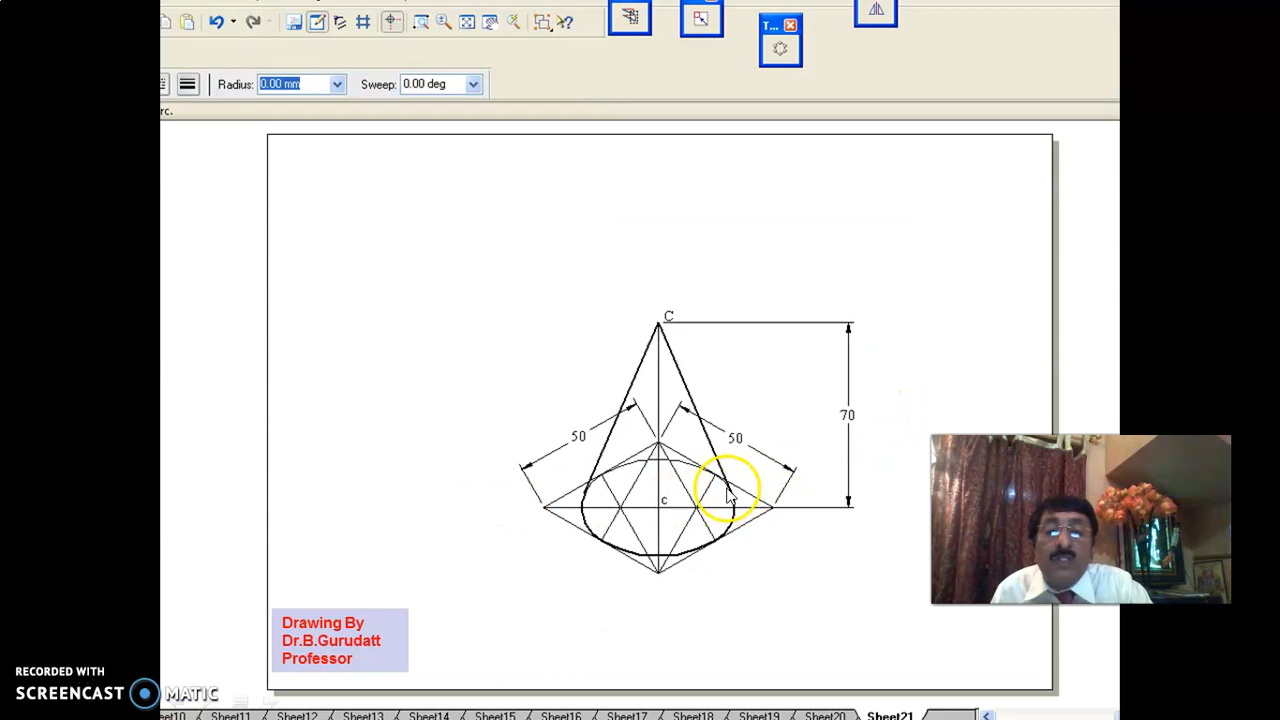 T...
Radius: 0.00 mm
Sweep: 0.00 deg
rc.
C
50
50
70
c
Drawing By
Dr.B.Gurudatt
Professor
RECORDED WITH
SCREENCAST MATIC
Sheet11 Sheet12 Sheet13 Sheet14 Sheet15 Sheet16 Sheet17 Sheet18 Sheet19 Sheet20 Sheet21